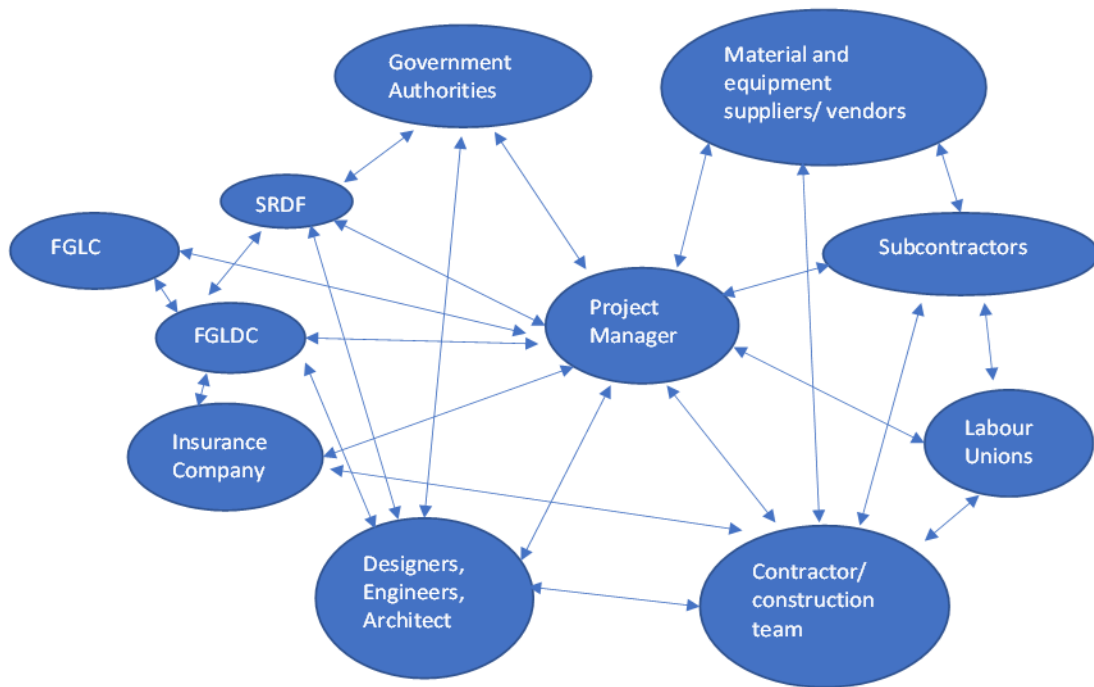 Government
Authorities
Material and
equipment
suppliers/ vendors
SRDF
FGLC
Subcontractors
Project
Manager
FGLDC
Insurance
Company
Labour
Unions
Designers,
Engineers,
Architect
Contractor/
construction
team